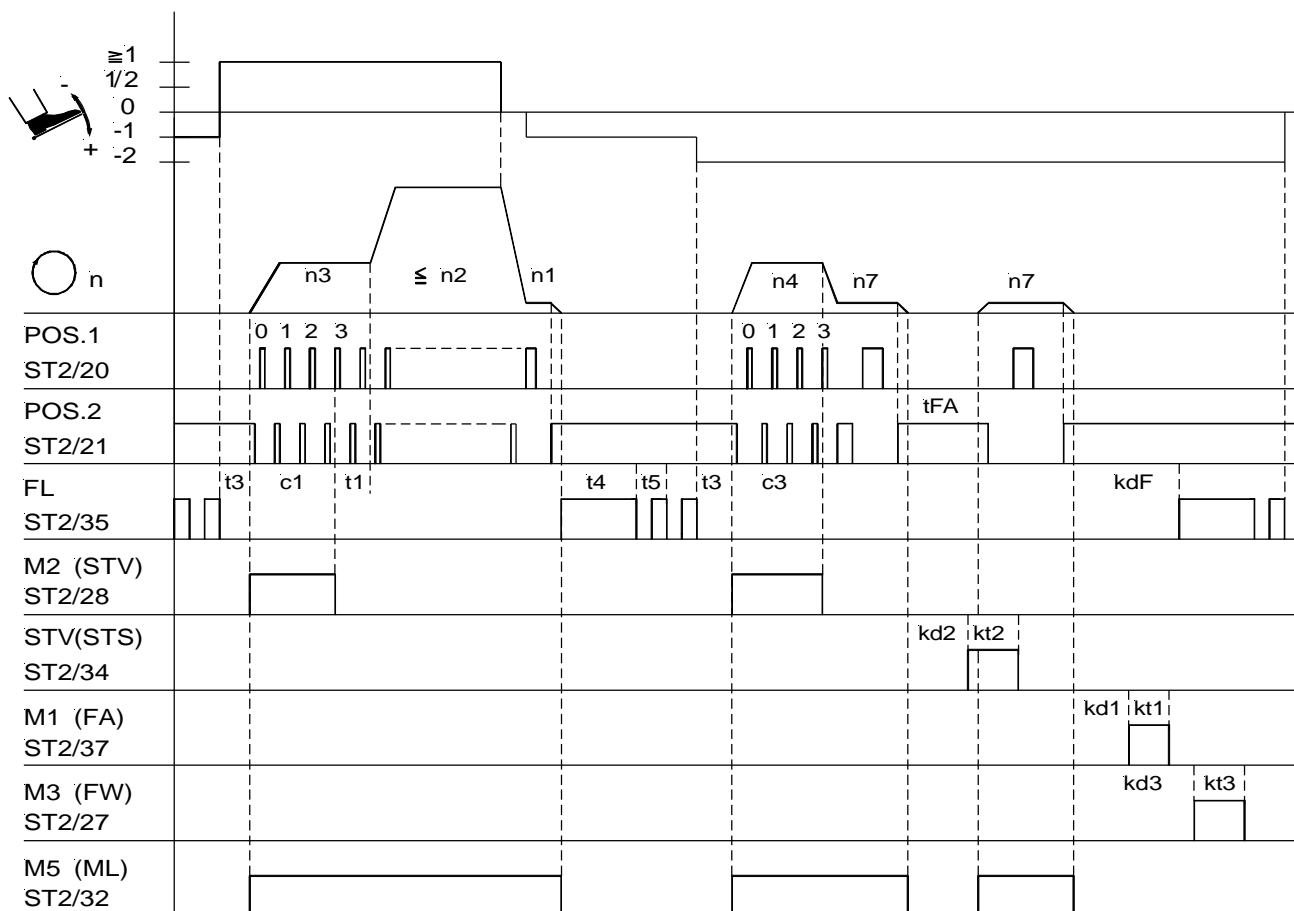 ≧1
1/2
0
-1
-2
-
+
n
n3
≦ n2
n1
n4
n7
n7
POS.1
ST2/20
0 1 2 3
0 1 2 3
POS.2
ST2/21
tFA
FL
ST2/35
t3
c1
t1
t4
t5
t3
c3
kdF
M2 (STV)
ST2/28
STV(STS)
ST2/34
kd2
kt2
M1 (FA)
ST2/37
kd1
kt1
M3 (FW)
ST2/27
kd3
kt3
M5 (ML)
ST2/32